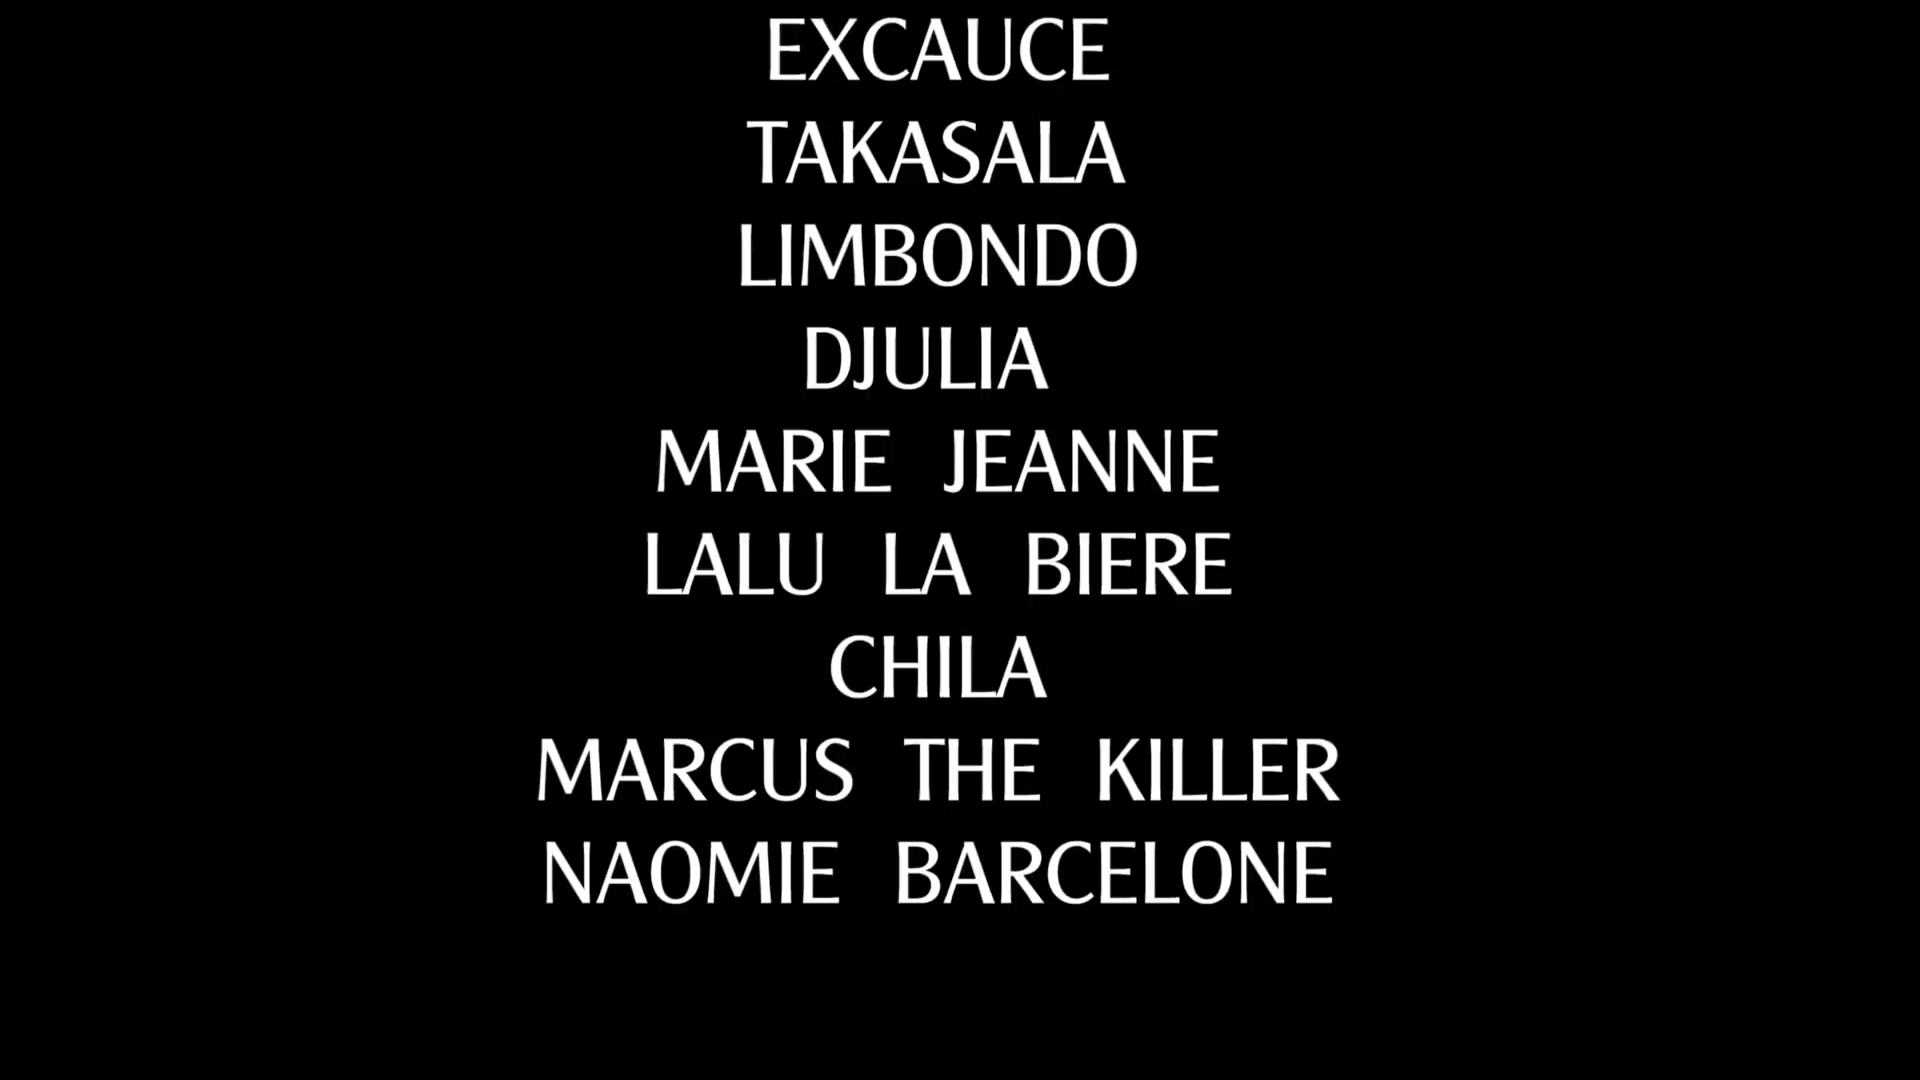 EXCAUCE
TAKASALA
LIMBONDO
DJULIA
MARIE JEANNE
LALU LA BIERE
CHILA
MARCUS THE KILLER
NAOMIE BARCELONE